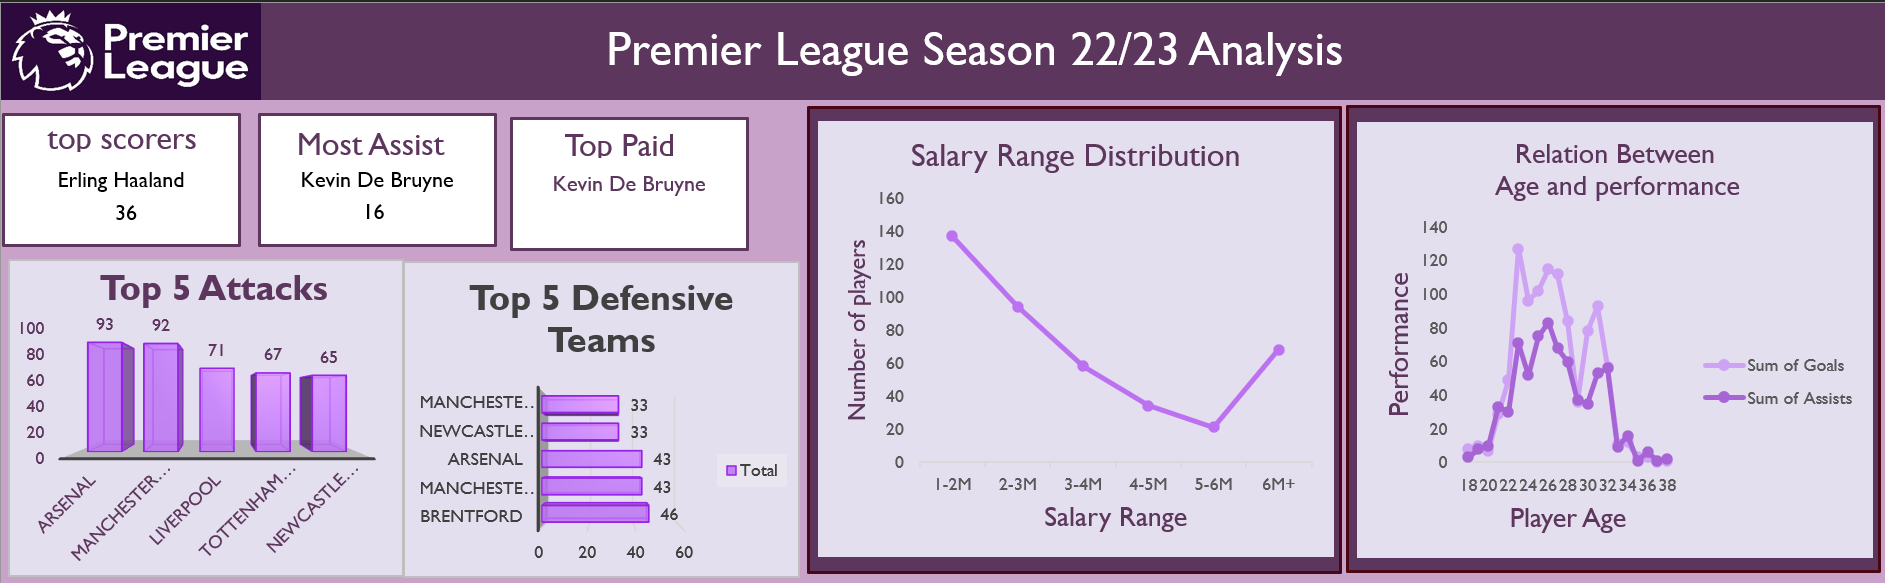 Premier
League
Premier League Season 22/23 Analysis
top scorers
Erling Haaland
36
Most Assist
Kevin De Bruyne
16
Top Paid
Kevin De Bruyne
Top 5 Attacks
100
80
60
40
20
0
93
92
71
67
65
ARSENAL
MANCHESTER...
LIVERPOOL
TOTTENHAM...
NEWCASTLE...
Top 5 Defensive
Teams
MANCHESTE... 33
NEWCASTLE... 33
ARSENAL 43
MANCHESTE... 43
BRENTFORD 46
0 20 40 60
Total
Salary Range Distribution
Number of players
160
140
120
100
80
60
40
20
0
1-2M 2-3M 3-4M 4-5M 5-6M 6M+
Salary Range
Relation Between
Age and performance
Performance
140
120
100
80
60
40
20
0
18 20 22 24 26 28 30 32 34 36 38
Player Age
Sum of Goals
Sum of Assists